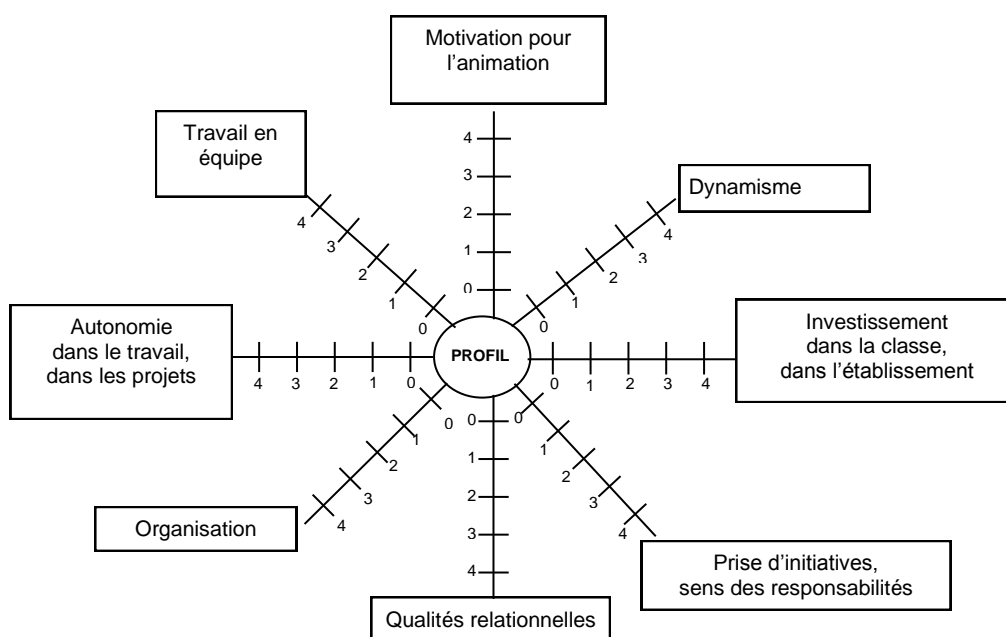 Motivation pour
l'animation
Travail en
équipe
Dynamisme
4
3
2
1
0
4
3
2
1
0
4
3
2
1
0
Autonomie
dans le travail,
dans les projets
PROFIL
Investissement
dans la classe,
dans l'établissement
4 3 2 1 0
0 1 2 3 4
0
1
2
3
4
0
1
2
3
4
0
1
2
3
4
Organisation
Prise d'initiatives,
sens des responsabilités
Qualités relationnelles